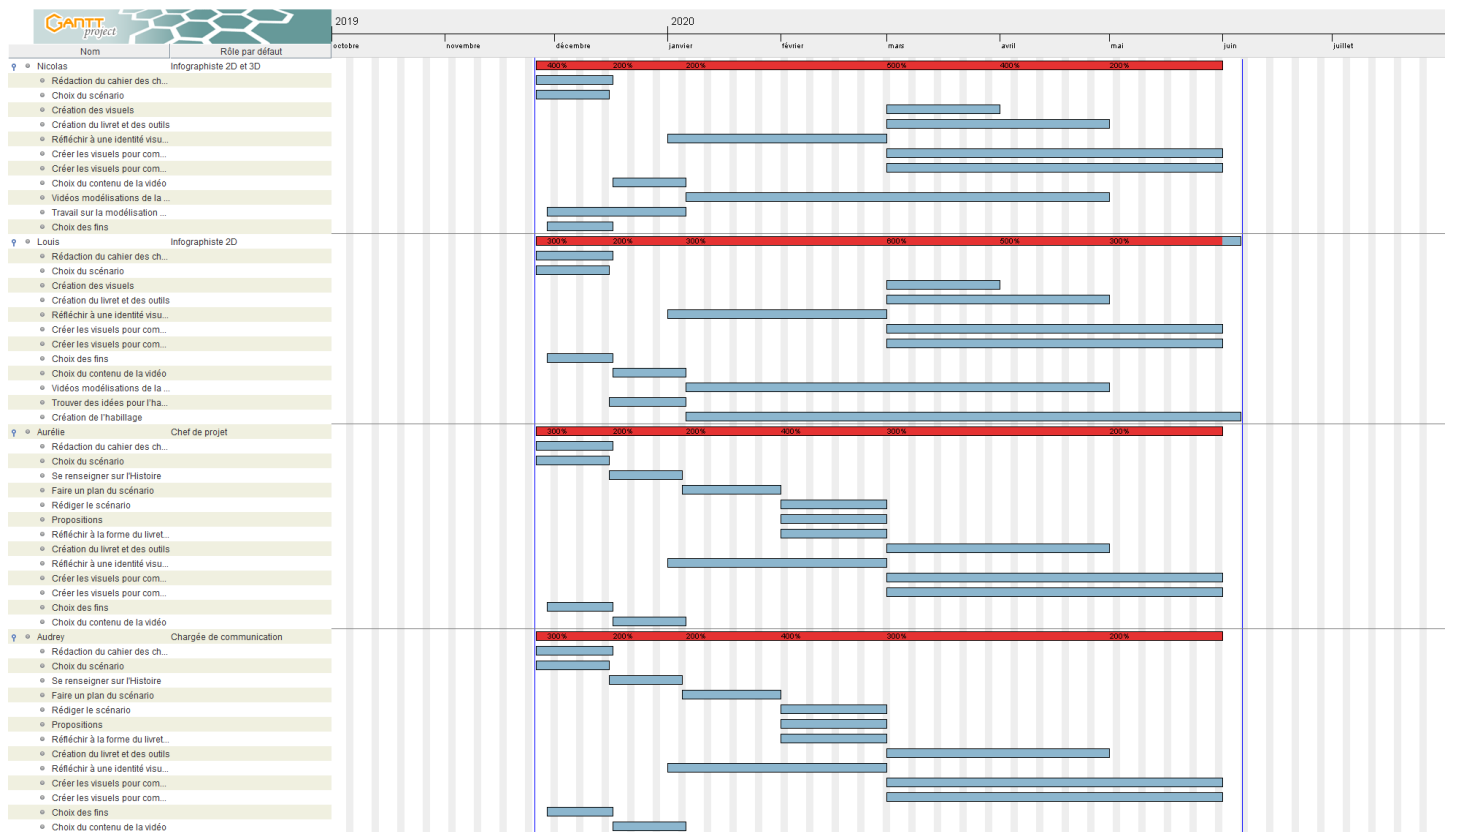 GANTT project
2019 2020
Nom Rôle par défaut octobre novembre décembre janvier février mars avril mai juin juillet
Nicolas Infographiste 2D et 3D 400% 200% 200% 600% 400% 200%
Rédaction du cahier des ch...
Choix du scénario
Création des visuels
Création du livret et des outils
Réfléchir à une identité visu...
Créer les visuels pour com...
Créer les visuels pour com...
Choix du contenu de la vidéo
Vidéos modélisations de la ...
Travail sur la modélisation ...
Choix des fins
Louis Infographiste 2D 300% 200% 300% 600% 500% 300%
Rédaction du cahier des ch...
Choix du scénario
Création des visuels
Création du livret et des outils
Réfléchir à une identité visu...
Créer les visuels pour com...
Créer les visuels pour com...
Choix des fins
Choix du contenu de la vidéo
Vidéos modélisations de la ...
Trouver des idées pour l'ha...
Création de l'habillage
Aurélie Chef de projet 300% 200% 200% 400% 300% 200%
Rédaction du cahier des ch...
Choix du scénario
Se renseigner sur l'Histoire
Faire un plan du scénario
Rédiger le scénario
Propositions
Réfléchir à la forme du livret...
Création du livret et des outils
Réfléchir à une identité visu...
Créer les visuels pour com...
Créer les visuels pour com...
Choix des fins
Choix du contenu de la vidéo
Audrey Chargée de communication 300% 200% 200% 400% 300% 200%
Rédaction du cahier des ch...
Choix du scénario
Se renseigner sur l'Histoire
Faire un plan du scénario
Rédiger le scénario
Propositions
Réfléchir à la forme du livret...
Création du livret et des outils
Réfléchir à une identité visu...
Créer les visuels pour com...
Créer les visuels pour com...
Choix des fins
Choix du contenu de la vidéo